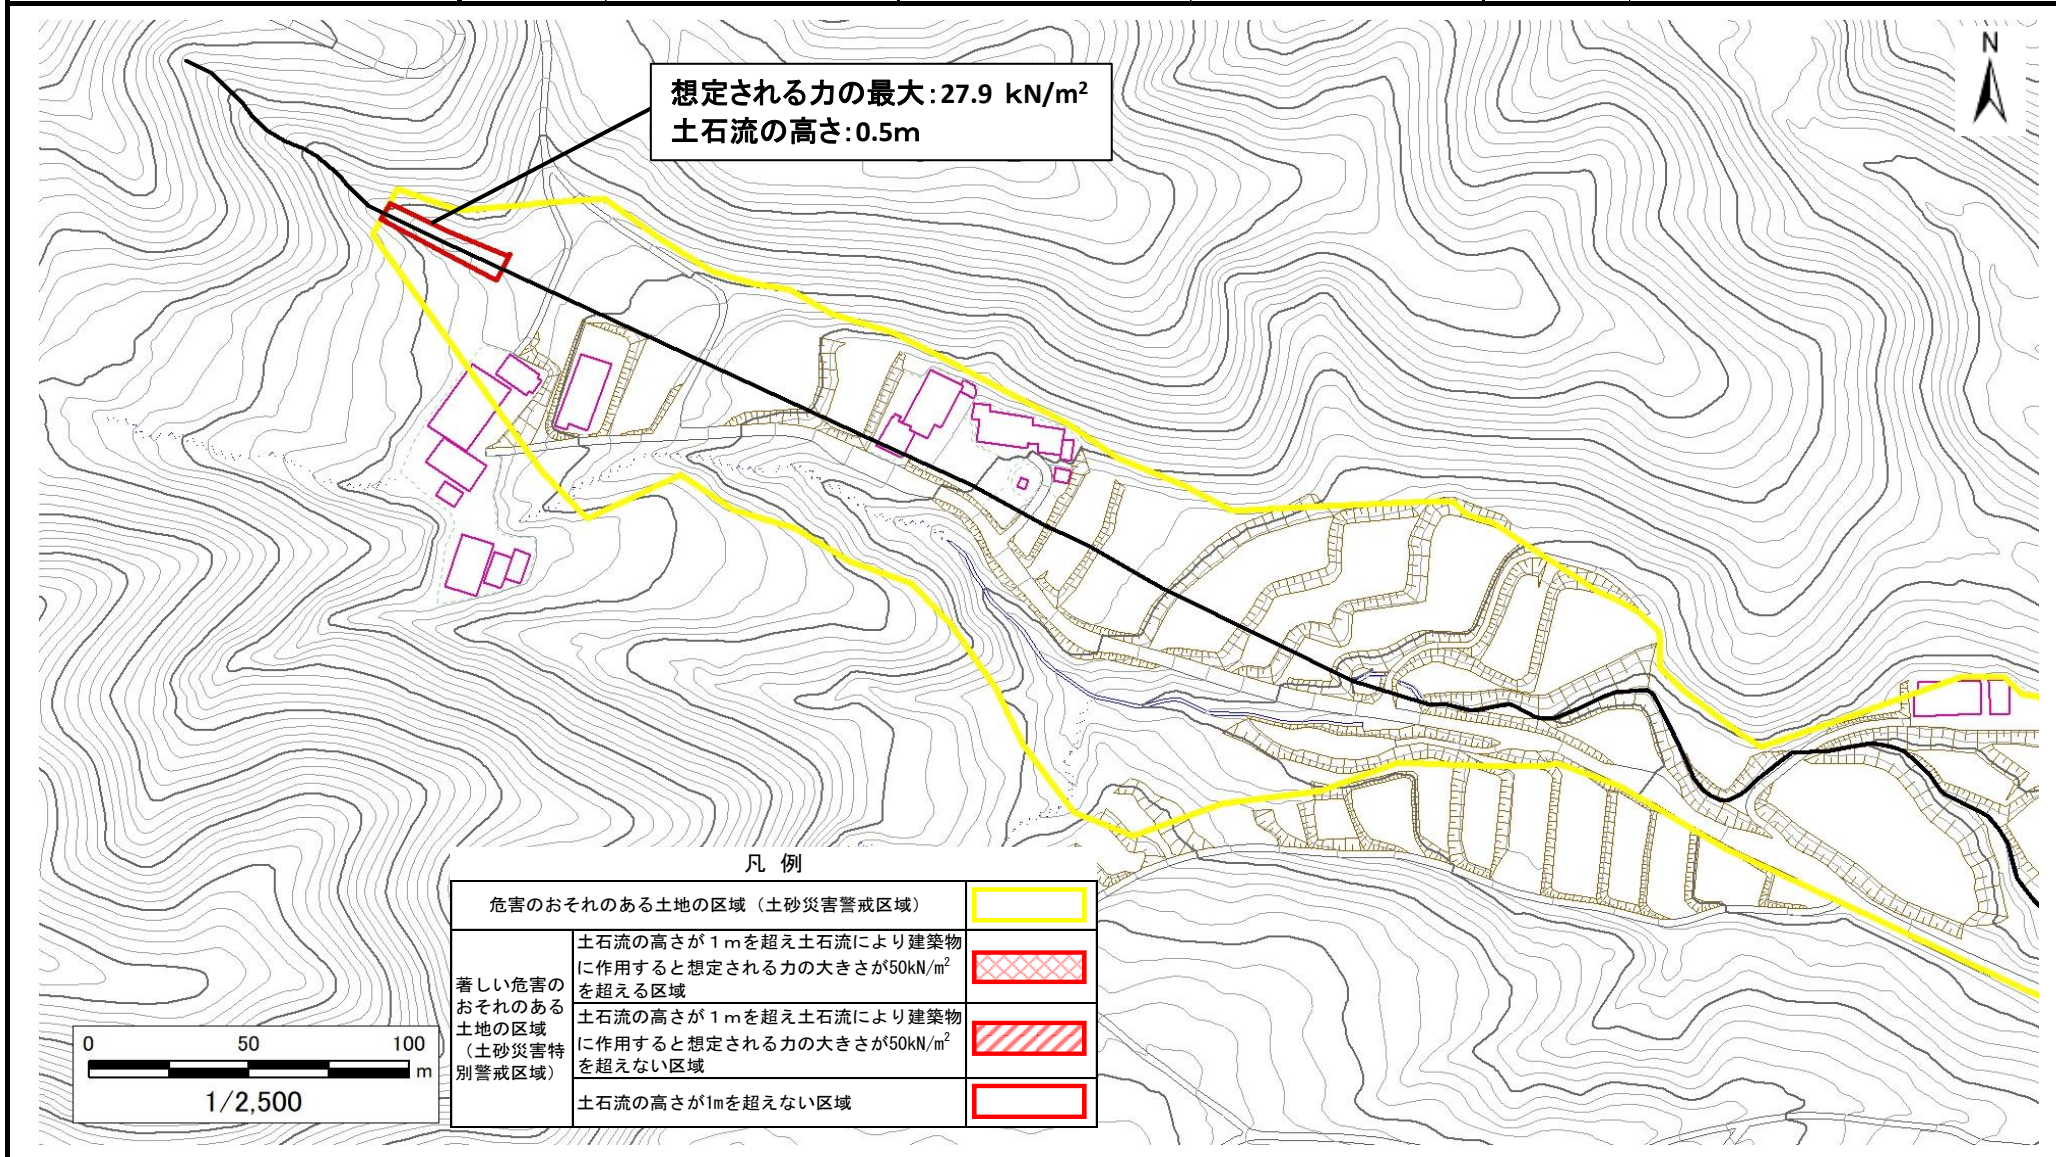 N
想定される力の最大:27.9 kN/m²
土石流の高さ:0.5m
凡 例
危害のおそれのある土地の区域（土砂災害警戒区域）
著しい危害の
おそれのある
土地の区域
（土砂災害特
別警戒区域）
土石流の高さが１ｍを超え土石流により建築物
に作用すると想定される力の大きさが50kN/m²
を超える区域
土石流の高さが１ｍを超え土石流により建築物
に作用すると想定される力の大きさが50kN/m²
を超えない区域
土石流の高さが1mを超えない区域
0 50 100
m
1/2,500